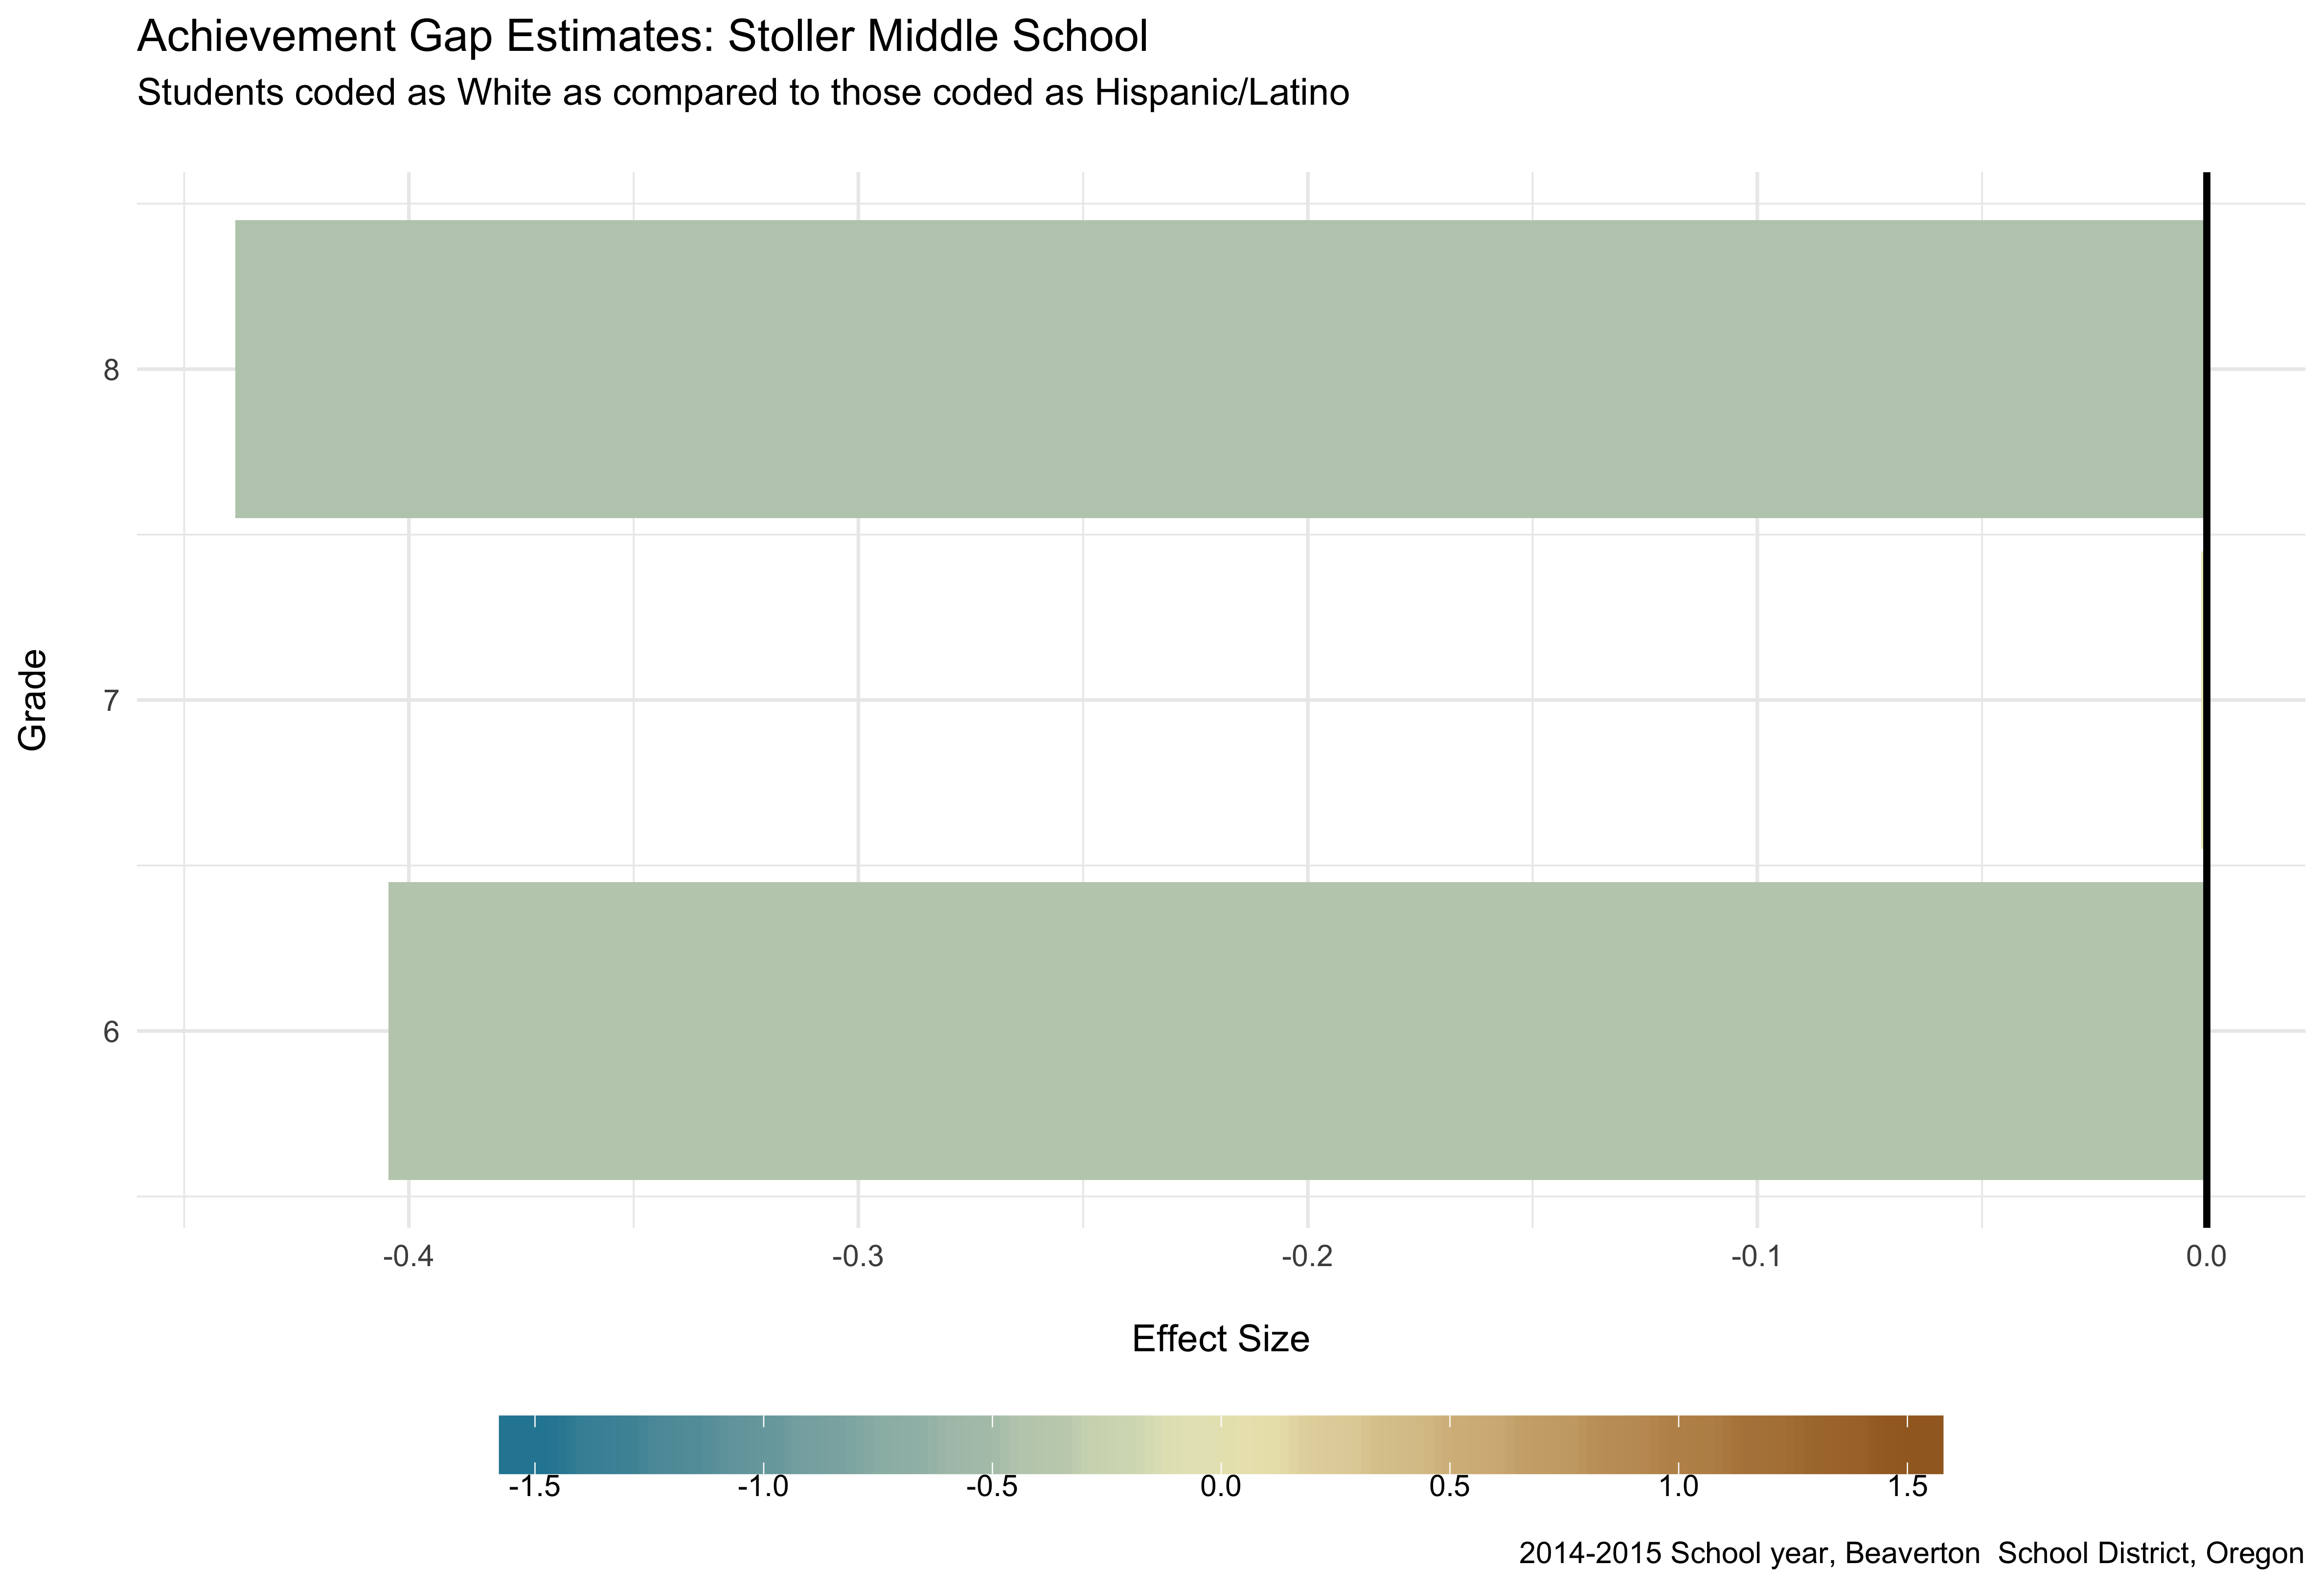 Achievement Gap Estimates: Stoller Middle School
Students coded as White as compared to those coded as Hispanic/Latino
8
7
6
Grade
-0.4 -0.3 -0.2 -0.1 0.0
Effect Size
-1.5 -1.0 -0.5 0.0 0.5 1.0 1.5
2014-2015 School year, Beaverton  School District, Oregon